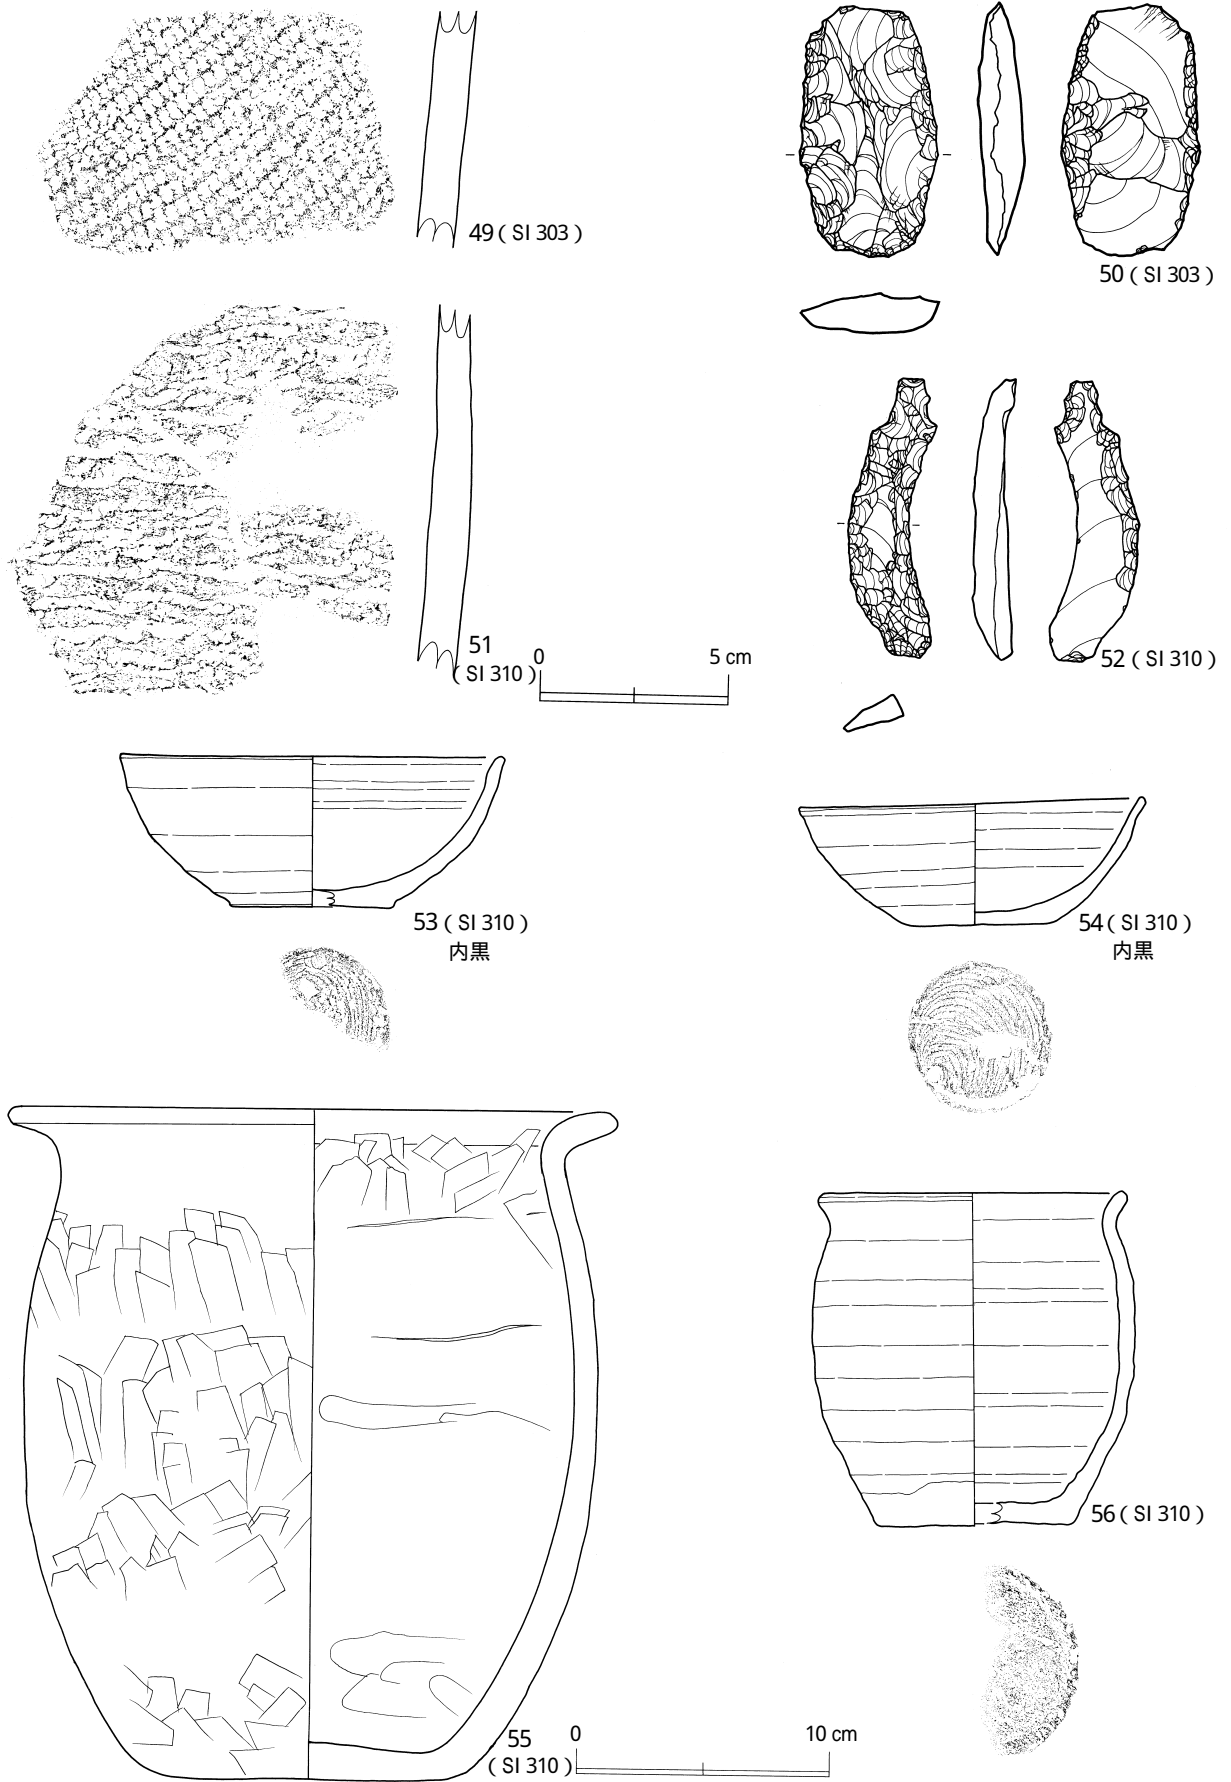 49（SI 303）
50（SI 303）
51
（SI 310）
0 5 cm
52（SI 310）
53（SI 310）
内黒
54（SI 310）
内黒
55
（SI 310）
0 10 cm
56（SI 310）